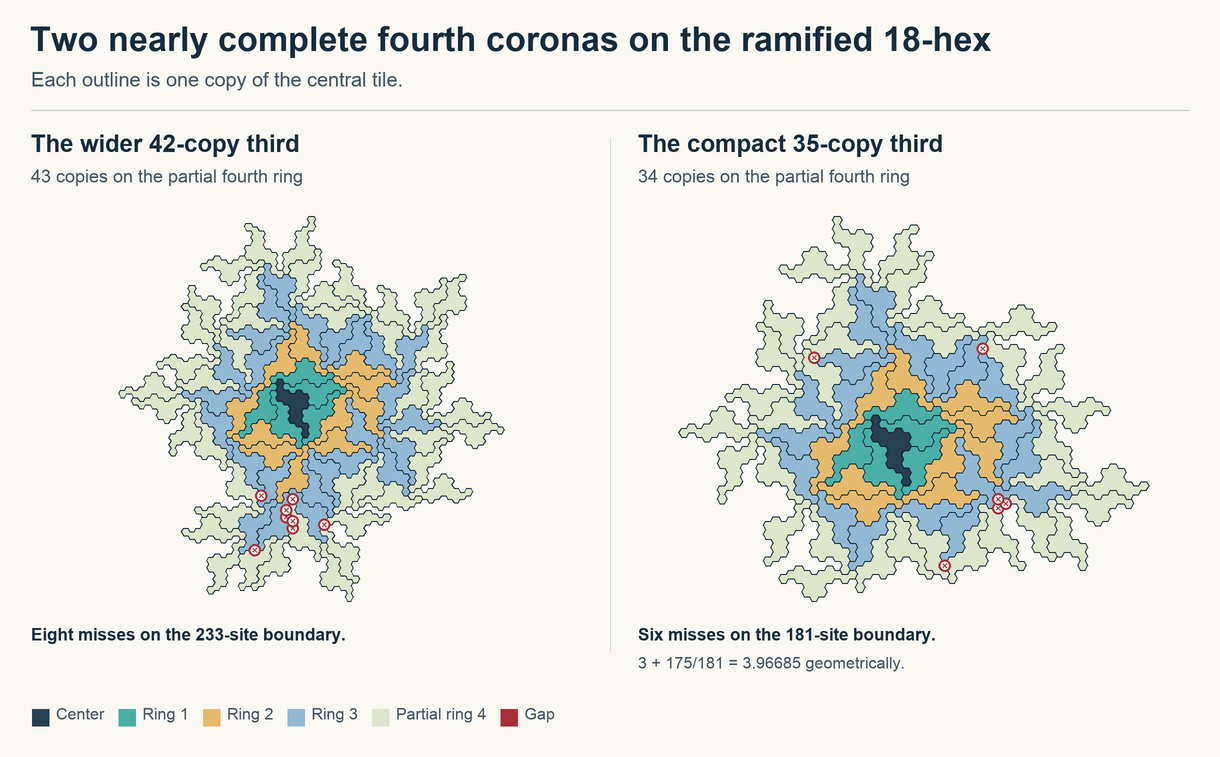 Two nearly complete fourth coronas on the ramified 18-hex
Each outline is one copy of the central tile.
The wider 42-copy third
43 copies on the partial fourth ring
The compact 35-copy third
34 copies on the partial fourth ring
Eight misses on the 233-site boundary.
Six misses on the 181-site boundary.
3 + 175/181 = 3.96685 geometrically.
Center
Ring 1
Ring 2
Ring 3
Partial ring 4
Gap